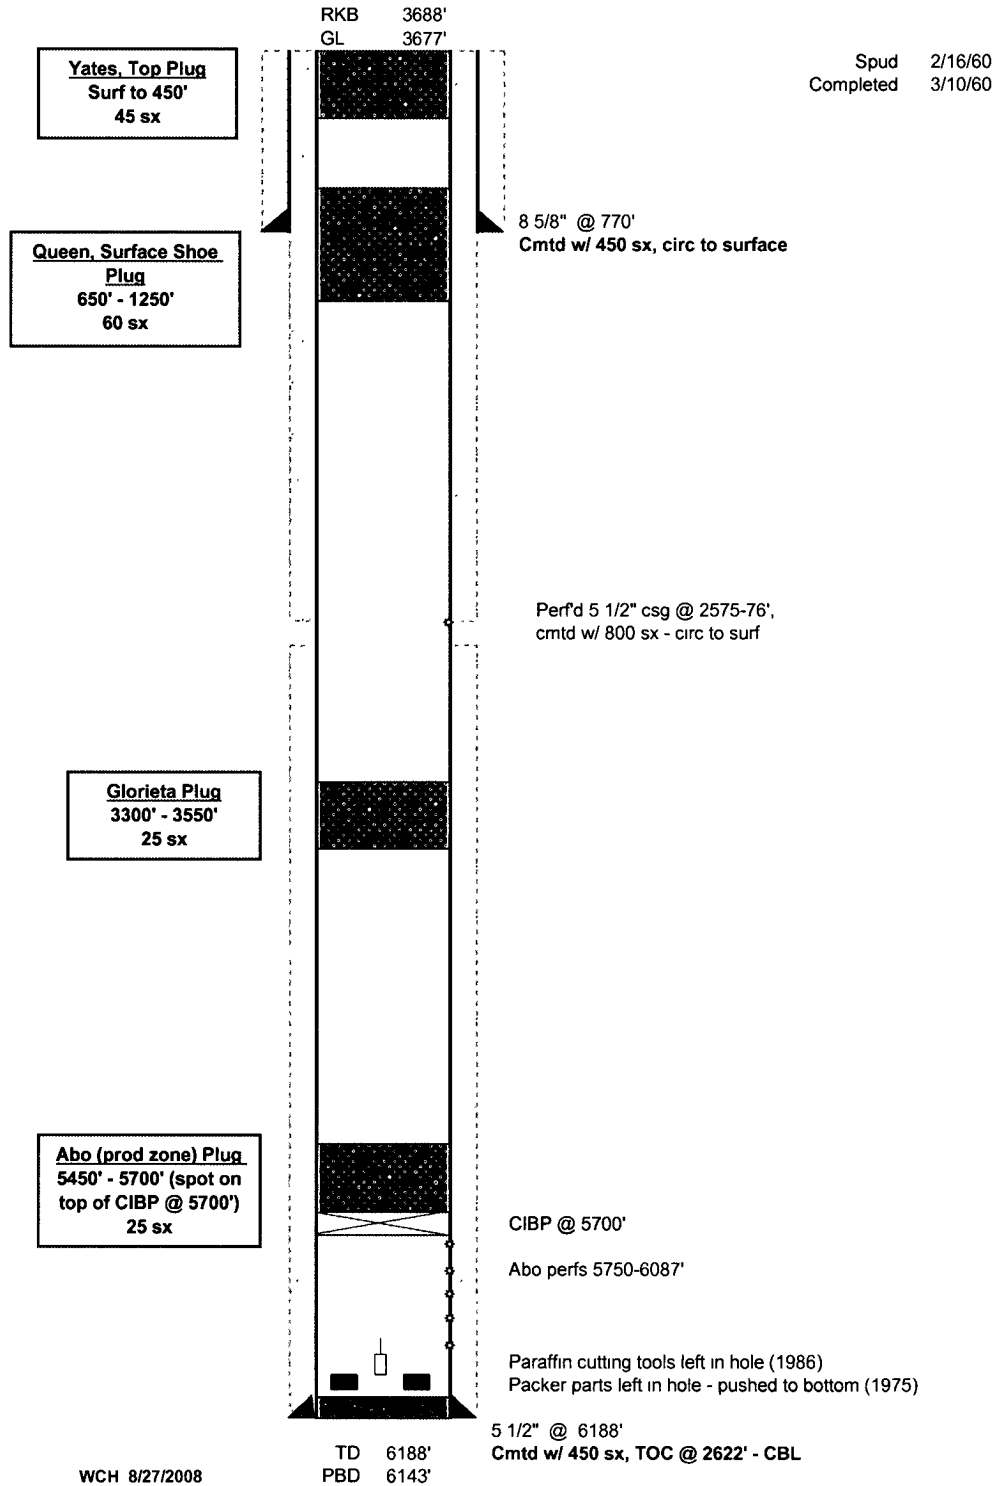 RKB 3688'
GL 3677'
Spud 2/16/60
Completed 3/10/60
Yates, Top Plug
Surf to 450'
45 sx
8 5/8" @ 770'
Cmtd w/ 450 sx, circ to surface
Queen, Surface Shoe
Plug
650' - 1250'
60 sx
Perf'd 5 1/2" csg @ 2575-76',
cmtd w/ 800 sx - circ to surf
Glorieta Plug
3300' - 3550'
25 sx
Abo (prod zone) Plug
5450' - 5700' (spot on
top of CIBP @ 5700')
25 sx
CIBP @ 5700'
Abo perfs 5750-6087'
Paraffin cutting tools left in hole (1986)
Packer parts left in hole - pushed to bottom (1975)
5 1/2" @ 6188'
Cmtd w/ 450 sx, TOC @ 2622' - CBL
TD 6188'
PBD 6143'
WCH 8/27/2008